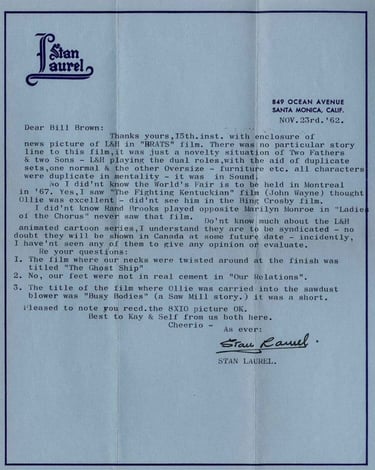 Stan
Laurel
849 OCEAN AVENUE
SANTA MONICA, CALIF.
NOV.23rd.'62.
Dear Bill Brown:
Thanks yours,15th.inst. with enclosure of
news picture of L&H in "BRATS" film. There was no particular story
line to this film,it was just a novelty situation of Two Fathers
& two Sons - L&H playing the dual roles,with the aid of duplicate
sets,one normal & the other Oversize - furniture etc. all characters
were duplicate in mentality - it was in Sound.
No I did'nt know the World's Fair is to be held in Montreal
in '67. Yes,I saw "The Fighting Kentuckian" film (John Wayne) thought
Ollie was excellent - did'nt see him in the Bing Crosby film.
I did'nt know Rand Brooks played opposite Marilyn Monroe in "Ladies
of the Chorus" never saw that film.
Do'nt know much about the L&H
animated cartoon series,I understand they are to be syndicated - no
doubt they will be shown in Canada at some future date - incidently,
I have'nt seen any of them to give any opinion or evaluate.
Re your questions:
1. The film where our necks were twisted around at the finish was
titled "The Ghost Ship"
2. No, our feet were not in real cement in "Our Relations".
3. The title of the film where Ollie was carried into the sawdust
blower was "Busy Bodies" (a Saw Mill story.) it was a short.
Pleased to note you recd.the 8X10 picture OK.
Best to Kay & Self from us both here.
Cheerio -
As ever:
Stan Laurel.
STAN LAUREL.